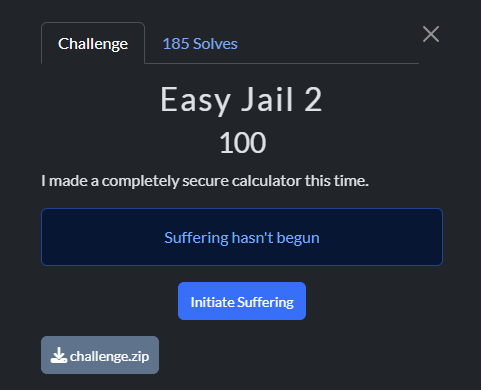 Challenge
185 Solves
Easy Jail 2
100
I made a completely secure calculator this time.
Suffering hasn't begun
Initiate Suffering
challenge.zip